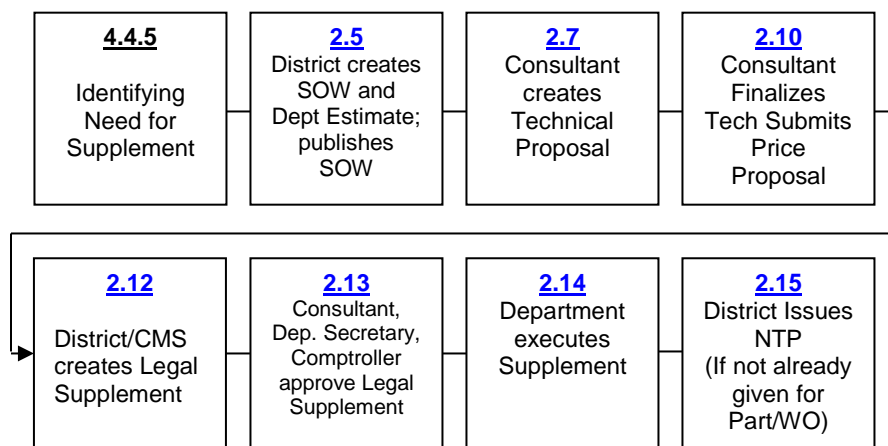 4.4.5
Identifying
Need for
Supplement
2.5
District creates
SOW and
Dept Estimate;
publishes
SOW
2.7
Consultant
creates
Technical
Proposal
2.10
Consultant
Finalizes
Tech Submits
Price
Proposal
2.12
District/CMS
creates Legal
Supplement
2.13
Consultant,
Dep. Secretary,
Comptroller
approve Legal
Supplement
2.14
Department
executes
Supplement
2.15
District Issues
NTP
(If not already
given for
Part/WO)